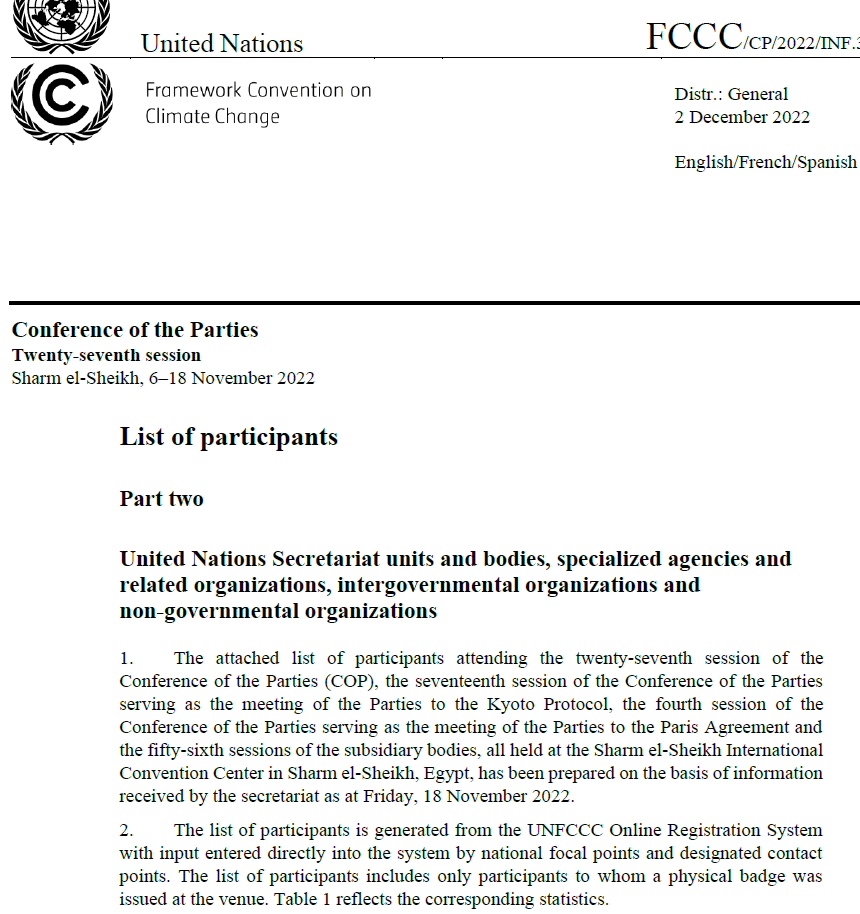 United Nations
FCCC/CP/2022/INF.3
Framework Convention on
Climate Change
Distr.: General
2 December 2022
English/French/Spanish
Conference of the Parties
Twenty-seventh session
Sharm el-Sheikh, 6–18 November 2022
List of participants
Part two
United Nations Secretariat units and bodies, specialized agencies and
related organizations, intergovernmental organizations and
non-governmental organizations
1. The attached list of participants attending the twenty-seventh session of the
Conference of the Parties (COP), the seventeenth session of the Conference of the Parties
serving as the meeting of the Parties to the Kyoto Protocol, the fourth session of the
Conference of the Parties serving as the meeting of the Parties to the Paris Agreement and
the fifty-sixth sessions of the subsidiary bodies, all held at the Sharm el-Sheikh International
Convention Center in Sharm el-Sheikh, Egypt, has been prepared on the basis of information
received by the secretariat as at Friday, 18 November 2022.
2. The list of participants is generated from the UNFCCC Online Registration System
with input entered directly into the system by national focal points and designated contact
points. The list of participants includes only participants to whom a physical badge was
issued at the venue. Table 1 reflects the corresponding statistics.